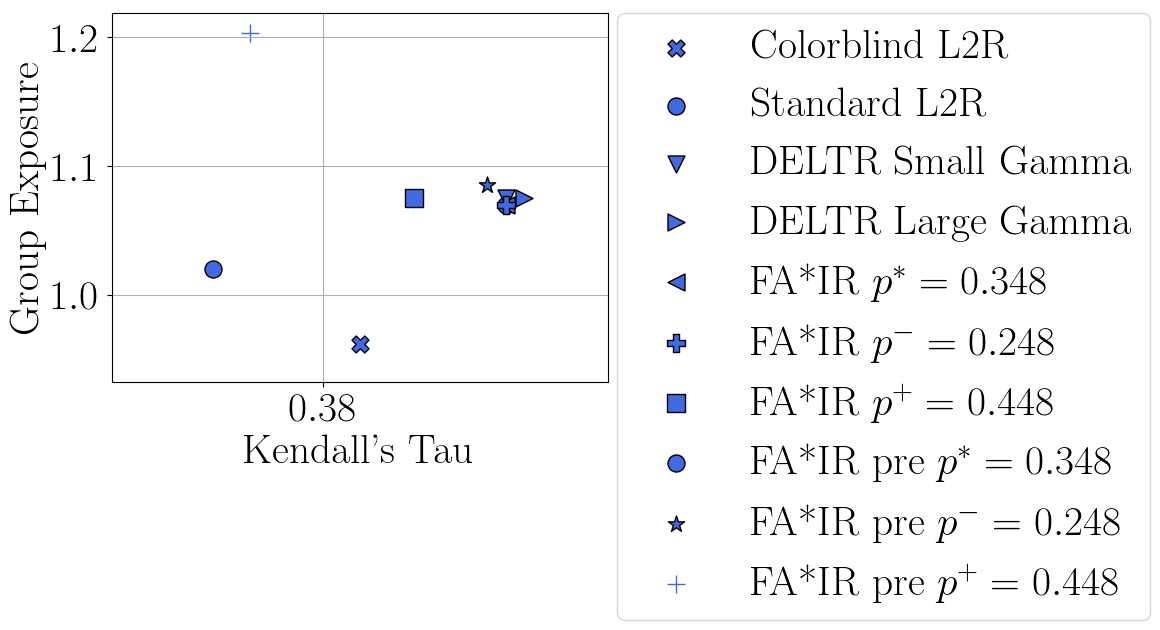 1.2
1.1
1.0
Group Exposure
0.38
Kendall's Tau
Colorblind L2R
Standard L2R
DELTR Small Gamma
DELTR Large Gamma
FA*IR p* = 0.348
FA*IR p⁻ = 0.248
FA*IR p⁺ = 0.448
FA*IR pre p* = 0.348
FA*IR pre p⁻ = 0.248
FA*IR pre p⁺ = 0.448